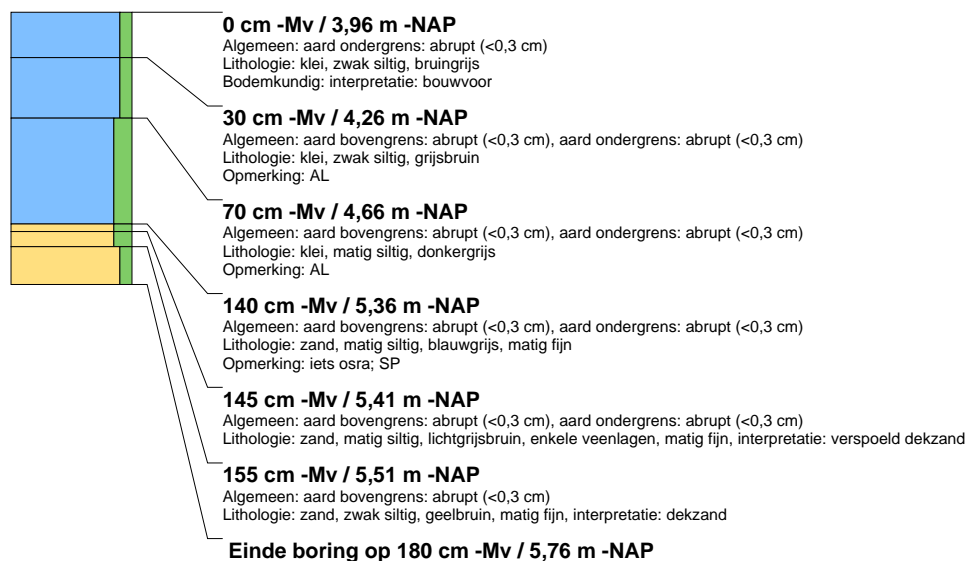 0 cm -Mv / 3,96 m -NAP
Algemeen: aard ondergrens: abrupt (<0,3 cm)
Lithologie: klei, zwak siltig, bruingrijs
Bodemkundig: interpretatie: bouwvoor
30 cm -Mv / 4,26 m -NAP
Algemeen: aard bovengrens: abrupt (<0,3 cm), aard ondergrens: abrupt (<0,3 cm)
Lithologie: klei, zwak siltig, grijsbruin
Opmerking: AL
70 cm -Mv / 4,66 m -NAP
Algemeen: aard bovengrens: abrupt (<0,3 cm), aard ondergrens: abrupt (<0,3 cm)
Lithologie: klei, matig siltig, donkergrijs
Opmerking: AL
140 cm -Mv / 5,36 m -NAP
Algemeen: aard bovengrens: abrupt (<0,3 cm), aard ondergrens: abrupt (<0,3 cm)
Lithologie: zand, matig siltig, blauwgrijs, matig fijn
Opmerking: iets osra; SP
145 cm -Mv / 5,41 m -NAP
Algemeen: aard bovengrens: abrupt (<0,3 cm), aard ondergrens: abrupt (<0,3 cm)
Lithologie: zand, matig siltig, lichtgrijsbruin, enkele veenlagen, matig fijn, interpretatie: verspoeld dekzand
155 cm -Mv / 5,51 m -NAP
Algemeen: aard bovengrens: abrupt (<0,3 cm)
Lithologie: zand, zwak siltig, geelbruin, matig fijn, interpretatie: dekzand
Einde boring op 180 cm -Mv / 5,76 m -NAP